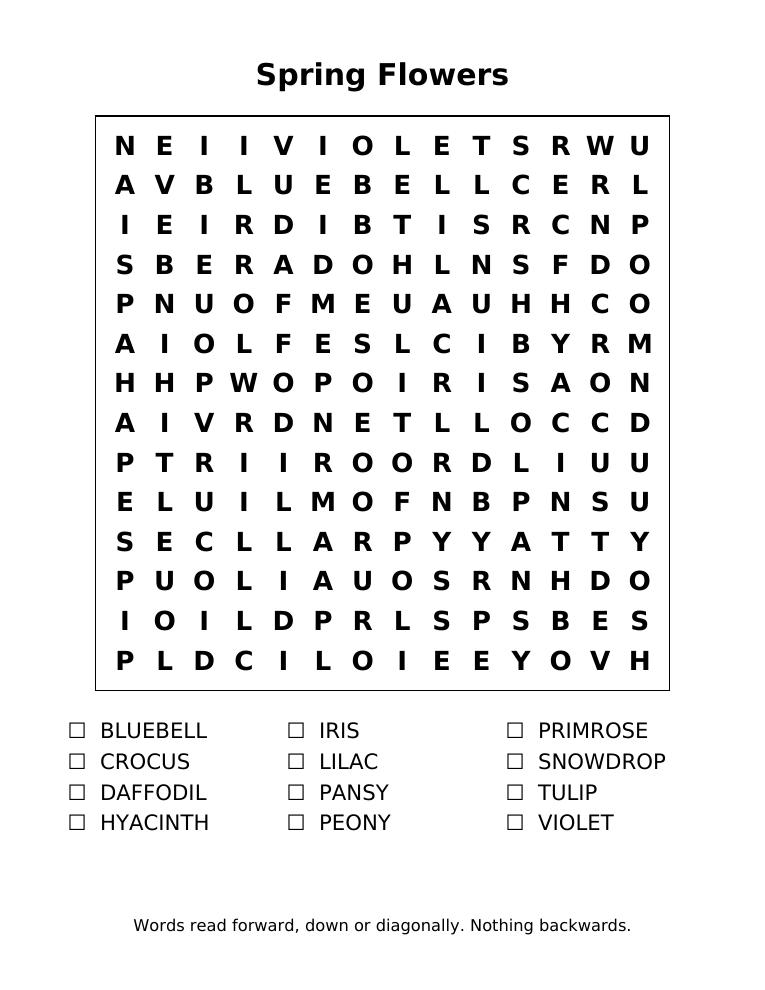 Spring Flowers
N E I I V I O L E T S R W U
A V B L U E B E L L C E R L
I E I R D I B T I S R C N P
S B E R A D O H L N S F D O
P N U O F M E U A U H H C O
A I O L F E S L C I B Y R M
H H P W O P O I R I S A O N
A I V R D N E T L L O C C D
P T R I I R O O R D L I U U
E L U I L M O F N B P N S U
S E C L L A R P Y Y A T T Y
P U O L I A U O S R N H D O
I O I L D P R L S P S B E S
P L D C I L O I E E Y O V H
☐ BLUEBELL ☐ IRIS ☐ PRIMROSE
☐ CROCUS ☐ LILAC ☐ SNOWDROP
☐ DAFFODIL ☐ PANSY ☐ TULIP
☐ HYACINTH ☐ PEONY ☐ VIOLET
Words read forward, down or diagonally. Nothing backwards.